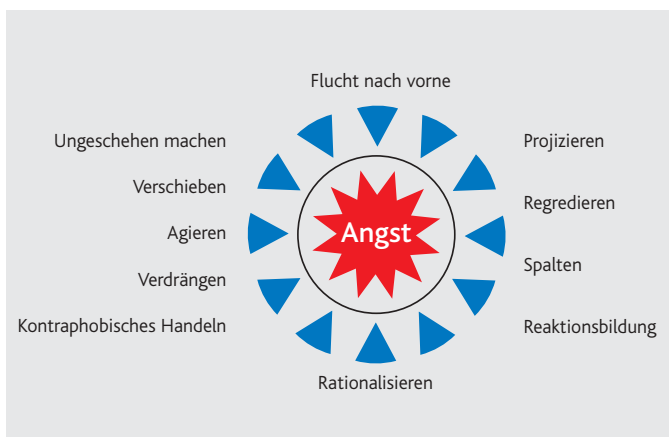 Flucht nach vorne
Ungeschehen machen
Projizieren
Verschieben
Regredieren
Agieren
Angst
Spalten
Verdrängen
Kontraphobisches Handeln
Reaktionsbildung
Rationalisieren